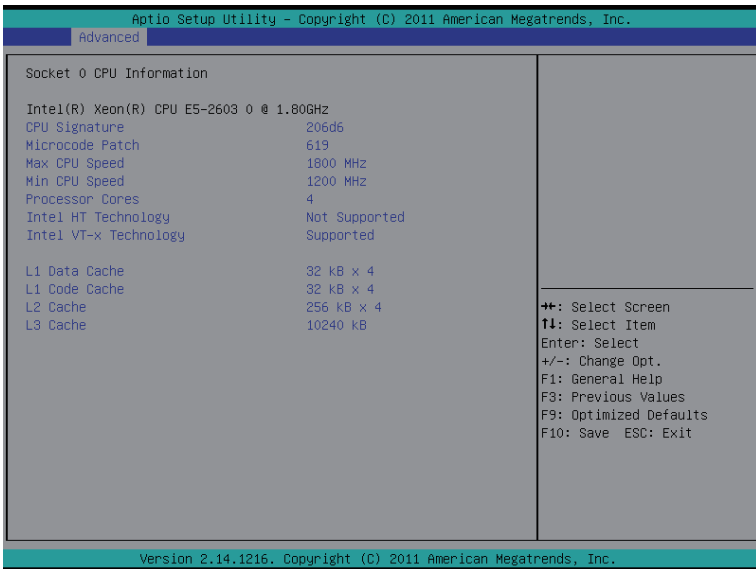 Aptio Setup Utility – Copyright (C) 2011 American Megatrends, Inc.
Advanced
Socket 0 CPU Information
Intel(R) Xeon(R) CPU E5-2603 0 @ 1.80GHz
CPU Signature 206d6
Microcode Patch 619
Max CPU Speed 1800 MHz
Min CPU Speed 1200 MHz
Processor Cores 4
Intel HT Technology Not Supported
Intel VT-x Technology Supported
L1 Data Cache 32 kB x 4
L1 Code Cache 32 kB x 4
L2 Cache 256 kB x 4
L3 Cache 10240 kB
→←: Select Screen
↑↓: Select Item
Enter: Select
+/-: Change Opt.
F1: General Help
F3: Previous Values
F9: Optimized Defaults
F10: Save ESC: Exit
Version 2.14.1216. Copyright (C) 2011 American Megatrends, Inc.